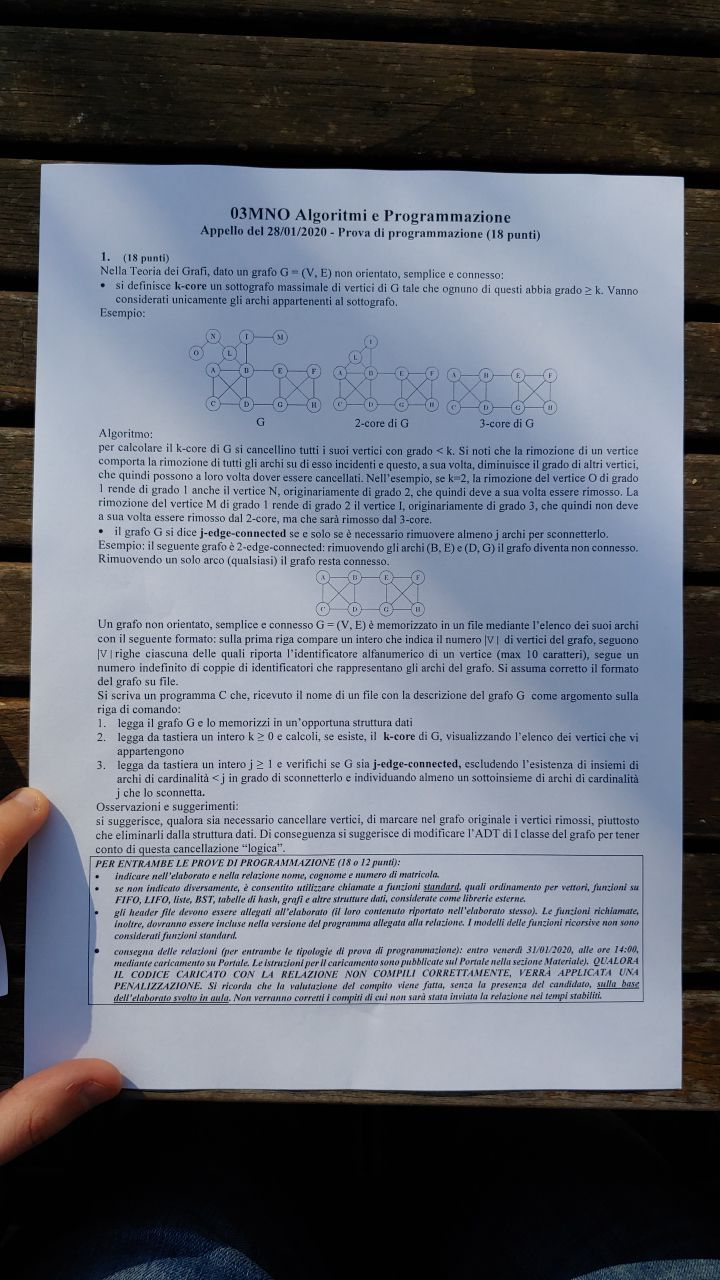 03MNO Algoritmi e Programmazione
Appello del 28/01/2020 - Prova di programmazione (18 punti)
1. (18 punti)
Nella Teoria dei Grafi, dato un grafo G = (V, E) non orientato, semplice e connesso:
• si definisce k-core un sottografo massimale di vertici di G tale che ognuno di questi abbia grado ≥ k. Vanno
considerati unicamente gli archi appartenenti al sottografo.
Esempio:
N I M
O L I
L
A B E F A B E F A B E F
C D G H C D G H C D G H
G 2-core di G 3-core di G
Algoritmo:
per calcolare il k-core di G si cancellino tutti i suoi vertici con grado < k. Si noti che la rimozione di un vertice
comporta la rimozione di tutti gli archi su di esso incidenti e questo, a sua volta, diminuisce il grado di altri vertici,
che quindi possono a loro volta dover essere cancellati. Nell'esempio, se k=2, la rimozione del vertice O di grado
1 rende di grado 1 anche il vertice N, originariamente di grado 2, che quindi deve a sua volta essere rimosso. La
rimozione del vertice M di grado 1 rende di grado 2 il vertice I, originariamente di grado 3, che quindi non deve
a sua volta essere rimosso dal 2-core, ma che sarà rimosso dal 3-core.
• il grafo G si dice j-edge-connected se e solo se è necessario rimuovere almeno j archi per sconnetterlo.
Esempio: il seguente grafo è 2-edge-connected: rimuovendo gli archi (B, E) e (D, G) il grafo diventa non connesso.
Rimuovendo un solo arco (qualsiasi) il grafo resta connesso.
A B E F
C D G H
Un grafo non orientato, semplice e connesso G = (V, E) è memorizzato in un file mediante l'elenco dei suoi archi
con il seguente formato: sulla prima riga compare un intero che indica il numero |V| di vertici del grafo, seguono
|V| righe ciascuna delle quali riporta l'identificatore alfanumerico di un vertice (max 10 caratteri), segue un
numero indefinito di coppie di identificatori che rappresentano gli archi del grafo. Si assuma corretto il formato
del grafo su file.
Si scriva un programma C che, ricevuto il nome di un file con la descrizione del grafo G come argomento sulla
riga di comando:
1. legga il grafo G e lo memorizzi in un'opportuna struttura dati
2. legga da tastiera un intero k ≥ 0 e calcoli, se esiste, il k-core di G, visualizzando l'elenco dei vertici che vi
appartengono
3. legga da tastiera un intero j ≥ 1 e verifichi se G sia j-edge-connected, escludendo l'esistenza di insiemi di
archi di cardinalità < j in grado di sconnetterlo e individuando almeno un sottoinsieme di archi di cardinalità
j che lo sconnetta.
Osservazioni e suggerimenti:
si suggerisce, qualora sia necessario cancellare vertici, di marcare nel grafo originale i vertici rimossi, piuttosto
che eliminarli dalla struttura dati. Di conseguenza si suggerisce di modificare l'ADT di I classe del grafo per tener
conto di questa cancellazione "logica".
PER ENTRAMBE LE PROVE DI PROGRAMMAZIONE (18 o 12 punti):
• indicare nell'elaborato e nella relazione nome, cognome e numero di matricola.
• se non indicato diversamente, è consentito utilizzare chiamate a funzioni standard, quali ordinamento per vettori, funzioni su
FIFO, LIFO, liste, BST, tabelle di hash, grafi e altre strutture dati, considerate come librerie esterne.
• gli header file devono essere allegati all'elaborato (il loro contenuto riportato nell'elaborato stesso). Le funzioni richiamate,
inoltre, dovranno essere incluse nella versione del programma allegata alla relazione. I modelli delle funzioni ricorsive non sono
considerati funzioni standard.
• consegna delle relazioni (per entrambe le tipologie di prova di programmazione): entro venerdì 31/01/2020, alle ore 14:00,
mediante caricamento su Portale. Le istruzioni per il caricamento sono pubblicate sul Portale nella sezione Materiale). QUALORA
IL CODICE CARICATO CON LA RELAZIONE NON COMPILI CORRETTAMENTE, VERRÀ APPLICATA UNA
PENALIZZAZIONE. Si ricorda che la valutazione del compito viene fatta, senza la presenza del candidato, sulla base
dell'elaborato svolto in aula. Non verranno corretti i compiti di cui non sarà stata inviata la relazione nei tempi stabiliti.